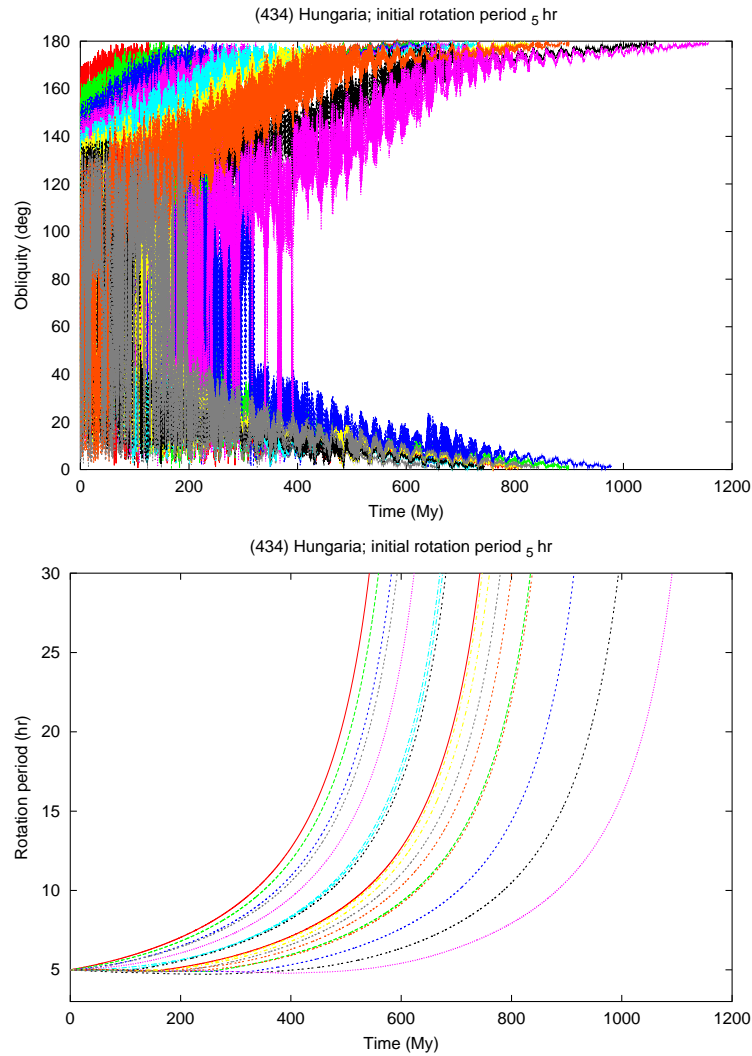 (434) Hungaria; initial rotation period 5 hr
180
160
140
120
100
80
60
40
20
0
Obliquity (deg)
0 200 400 600 800 1000 1200
Time (My)
(434) Hungaria; initial rotation period 5 hr
30
25
20
15
10
5
Rotation period (hr)
0 200 400 600 800 1000 1200
Time (My)